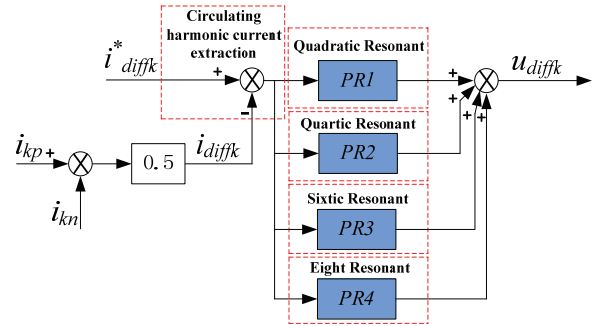 Circulating
harmonic current
extraction
i*diffk
+
-
Quadratic Resonant
PR1
+
udiffk
Quartic Resonant
PR2
+
+
+
ikp+
0.5
idiffk
ikn
Sixtic Resonant
PR3
Eight Resonant
PR4